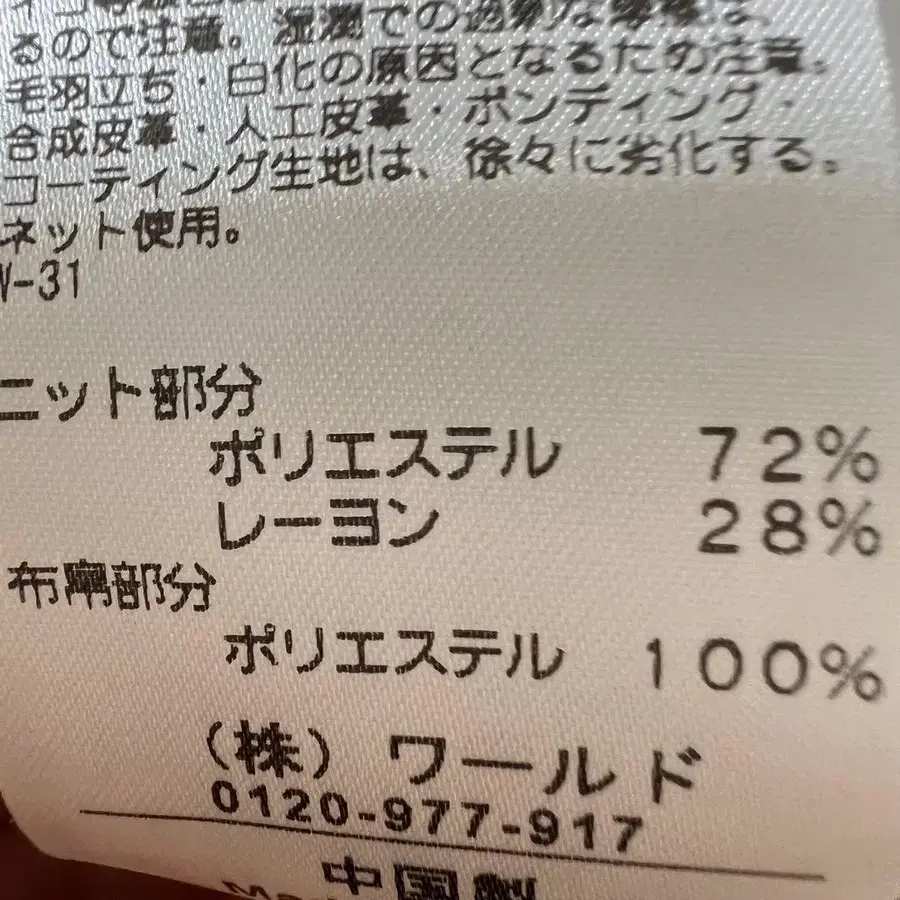 るので注意。湿潤での過剰な摩擦は、
毛羽立ち・白化の原因となるため注意。
合成皮革・人工皮革・ボンディング・
コーティング生地は、徐々に劣化する。
ネット使用。
W-31
ニット部分
ポリエステル 72%
レーヨン 28%
布帛部分
ポリエステル 100%
(株) ワールド
0120-977-917
中国製